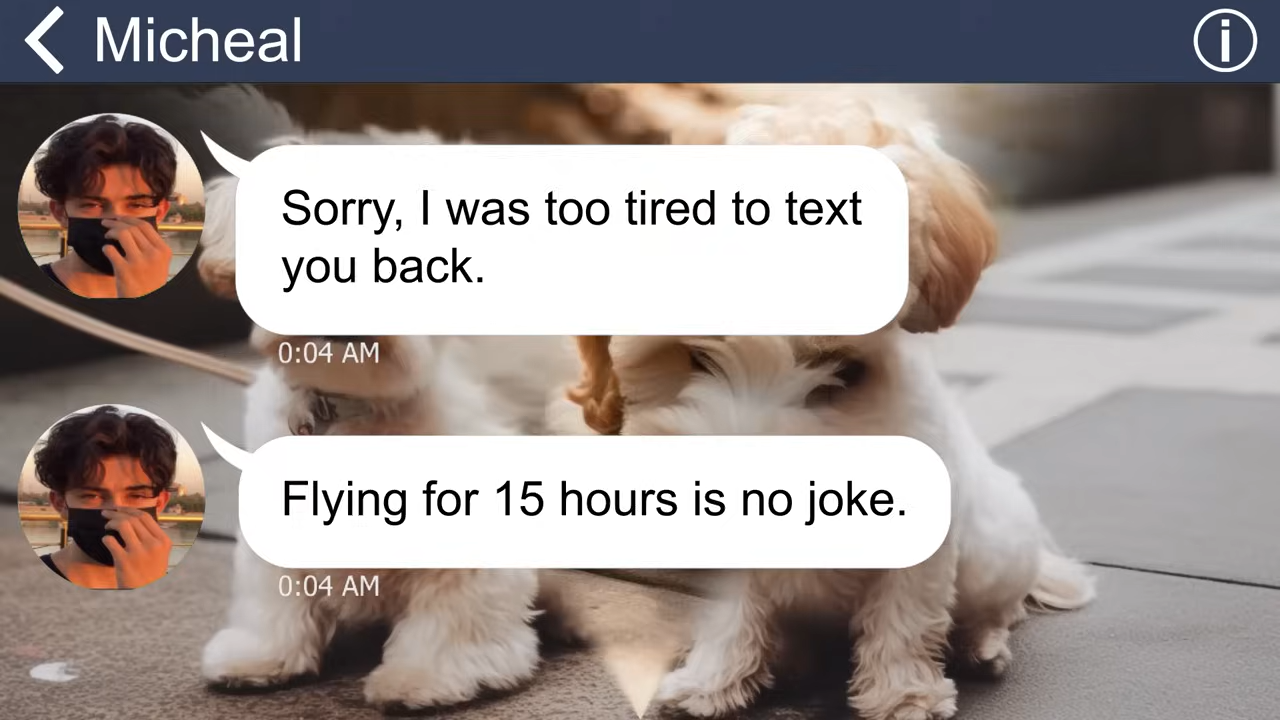 Micheal
Sorry, I was too tired to text
you back.
0:04 AM
Flying for 15 hours is no joke.
0:04 AM